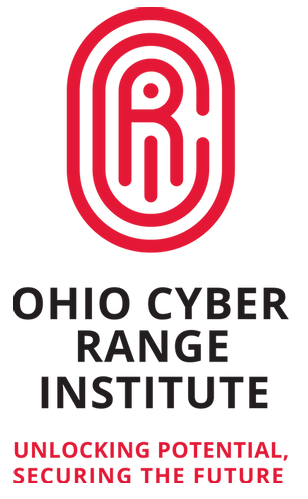 OHIO CYBER
RANGE
INSTITUTE
UNLOCKING POTENTIAL,
SECURING THE FUTURE